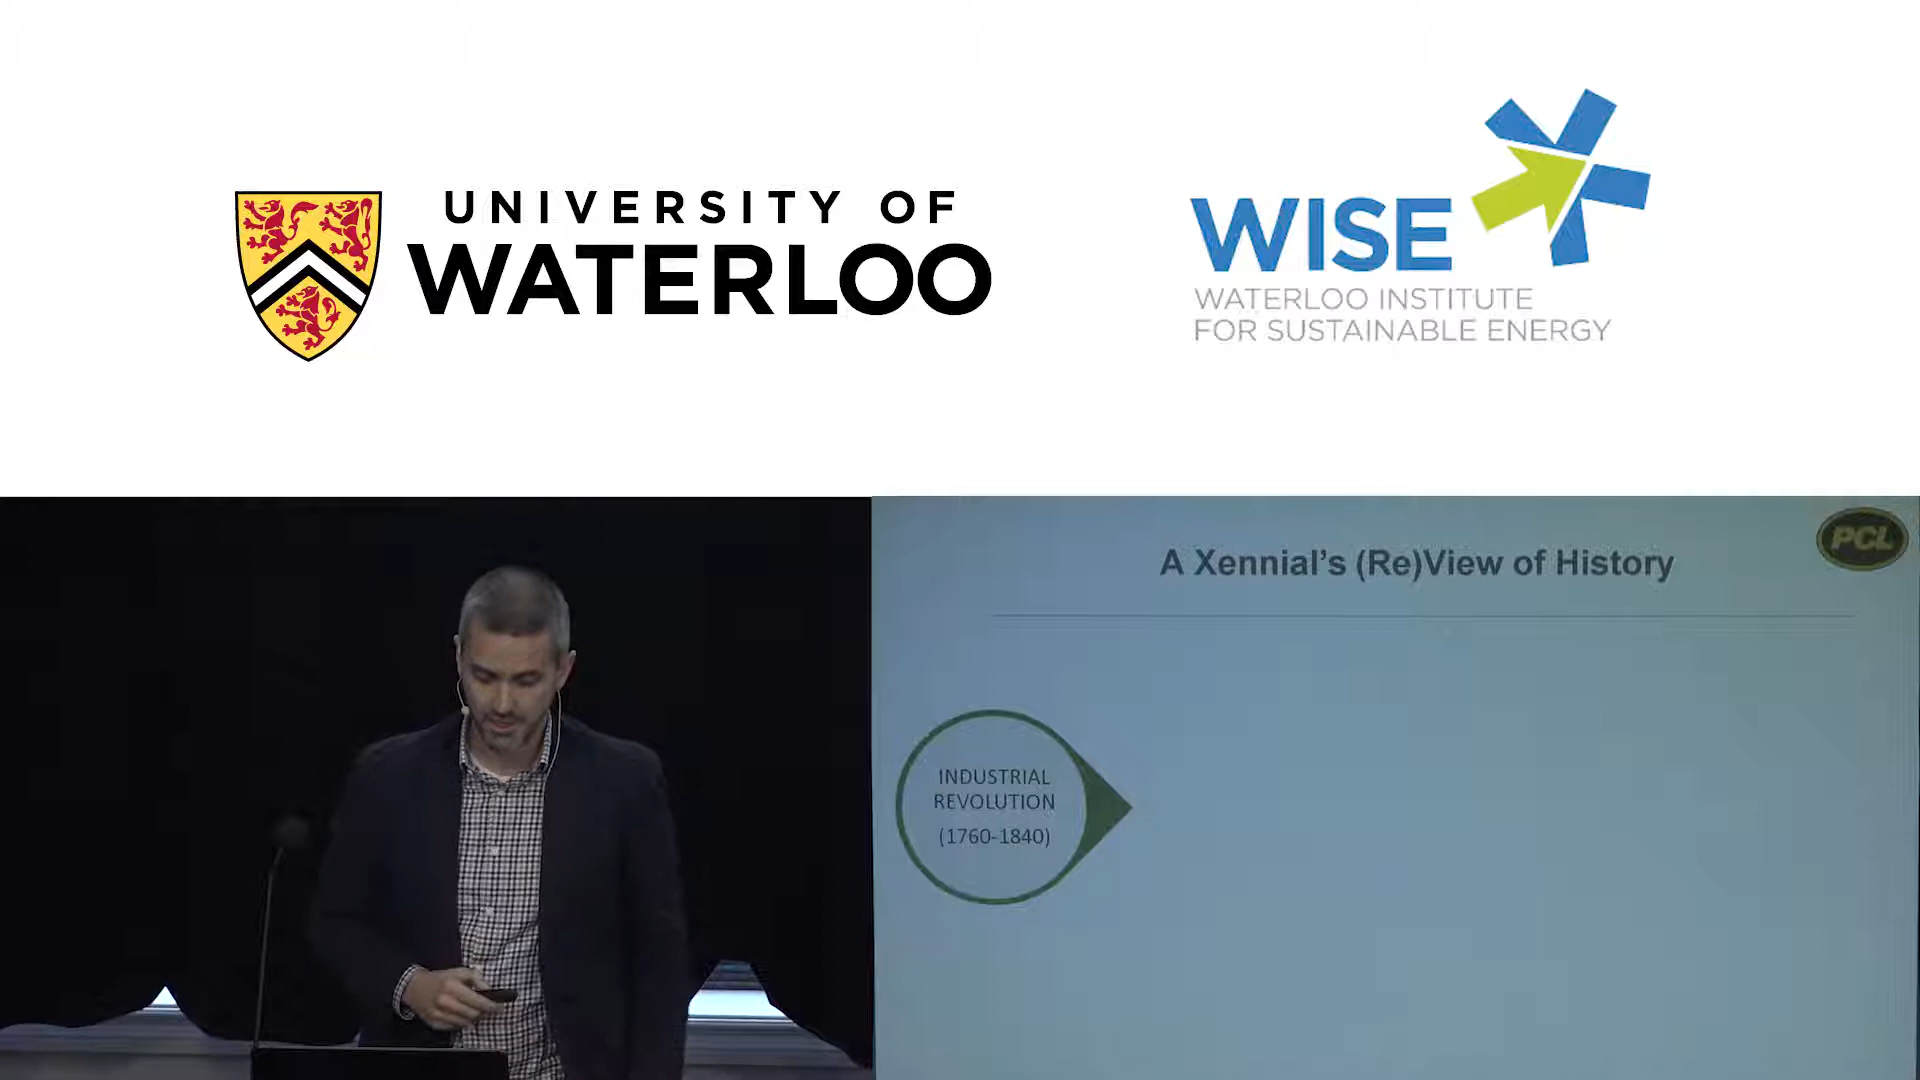 UNIVERSITY OF
WATERLOO
WISE
WATERLOO INSTITUTE
FOR SUSTAINABLE ENERGY
PCL
A Xennial's (Re)View of History
INDUSTRIAL
REVOLUTION
(1760-1840)